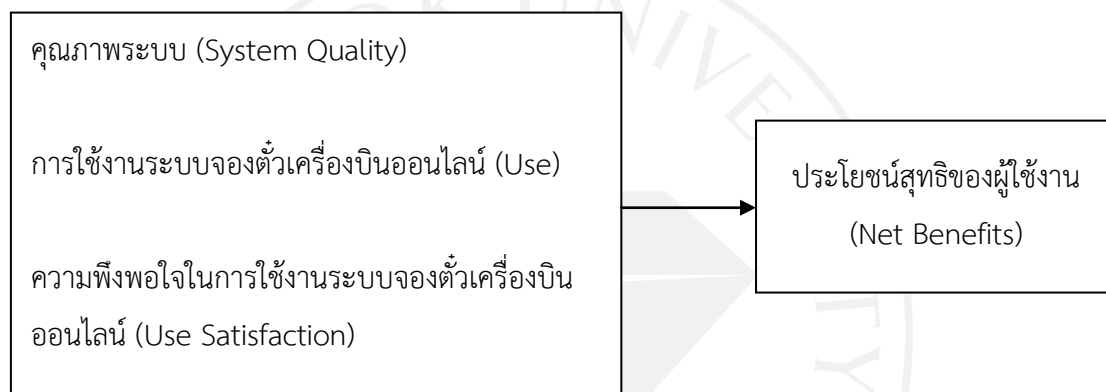 คุณภาพระบบ (System Quality)
การใช้งานระบบจองตั๋วเครื่องบินออนไลน์ (Use)
ความพึงพอใจในการใช้งานระบบจองตั๋วเครื่องบิน
ออนไลน์ (Use Satisfaction)
ประโยชน์สุทธิของผู้ใช้งาน
(Net Benefits)